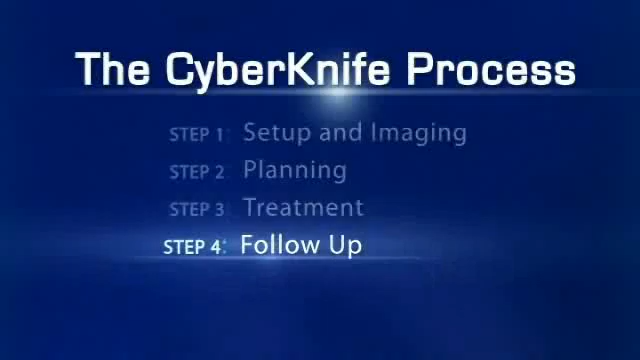 The CyberKnife Process
STEP 1: Setup and Imaging
STEP 2: Planning
STEP 3: Treatment
STEP 4: Follow Up